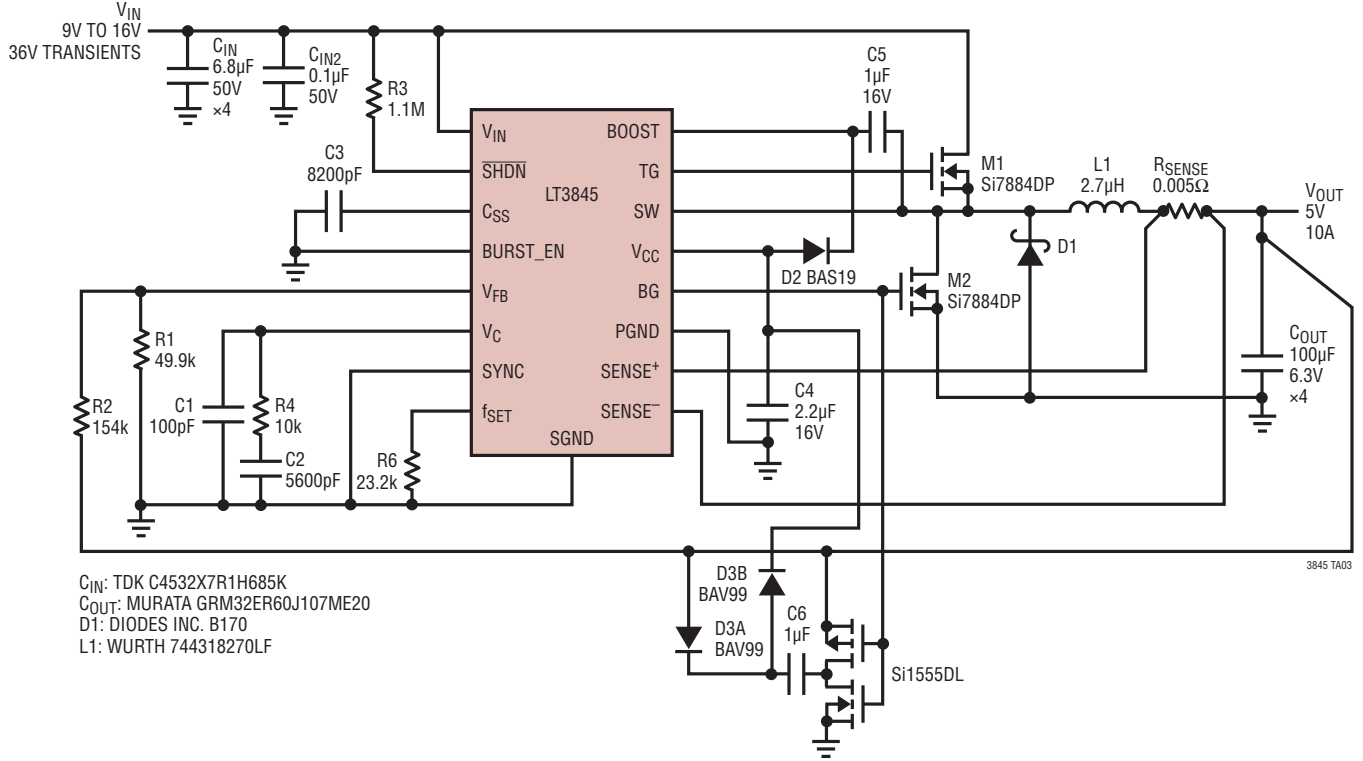 VIN
9V TO 16V
36V TRANSIENTS
CIN
6.8µF
50V
×4
CIN2
0.1µF
50V
R3
1.1M
C3
8200pF
LT3845
VIN
SHDN
CSS
BURST_EN
VFB
VC
SYNC
fSET
SGND
BOOST
TG
SW
VCC
BG
PGND
SENSE+
SENSE–
C5
1µF
16V
M1
Si7884DP
L1
2.7µH
RSENSE
0.005Ω
VOUT
5V
10A
D2 BAS19
D1
M2
Si7884DP
R1
49.9k
R2
154k
C1
100pF
R4
10k
C2
5600pF
R6
23.2k
C4
2.2µF
16V
COUT
100µF
6.3V
×4
3845 TA03
CIN: TDK C4532X7R1H685K
COUT: MURATA GRM32ER60J107ME20
D1: DIODES INC. B170
L1: WURTH 744318270LF
D3B
BAV99
D3A
BAV99
C6
1µF
Si1555DL